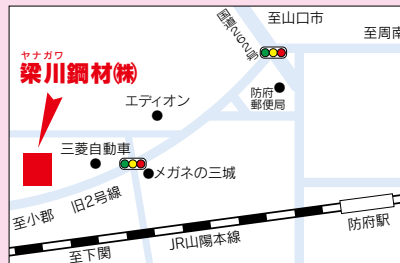 至山口市
国道262号
至周南
ヤナガワ
梁川鋼材㈱
エディオン
防府
郵便局
三菱自動車
メガネの三城
至小郡
旧2号線
防府駅
JR山陽本線
至下関